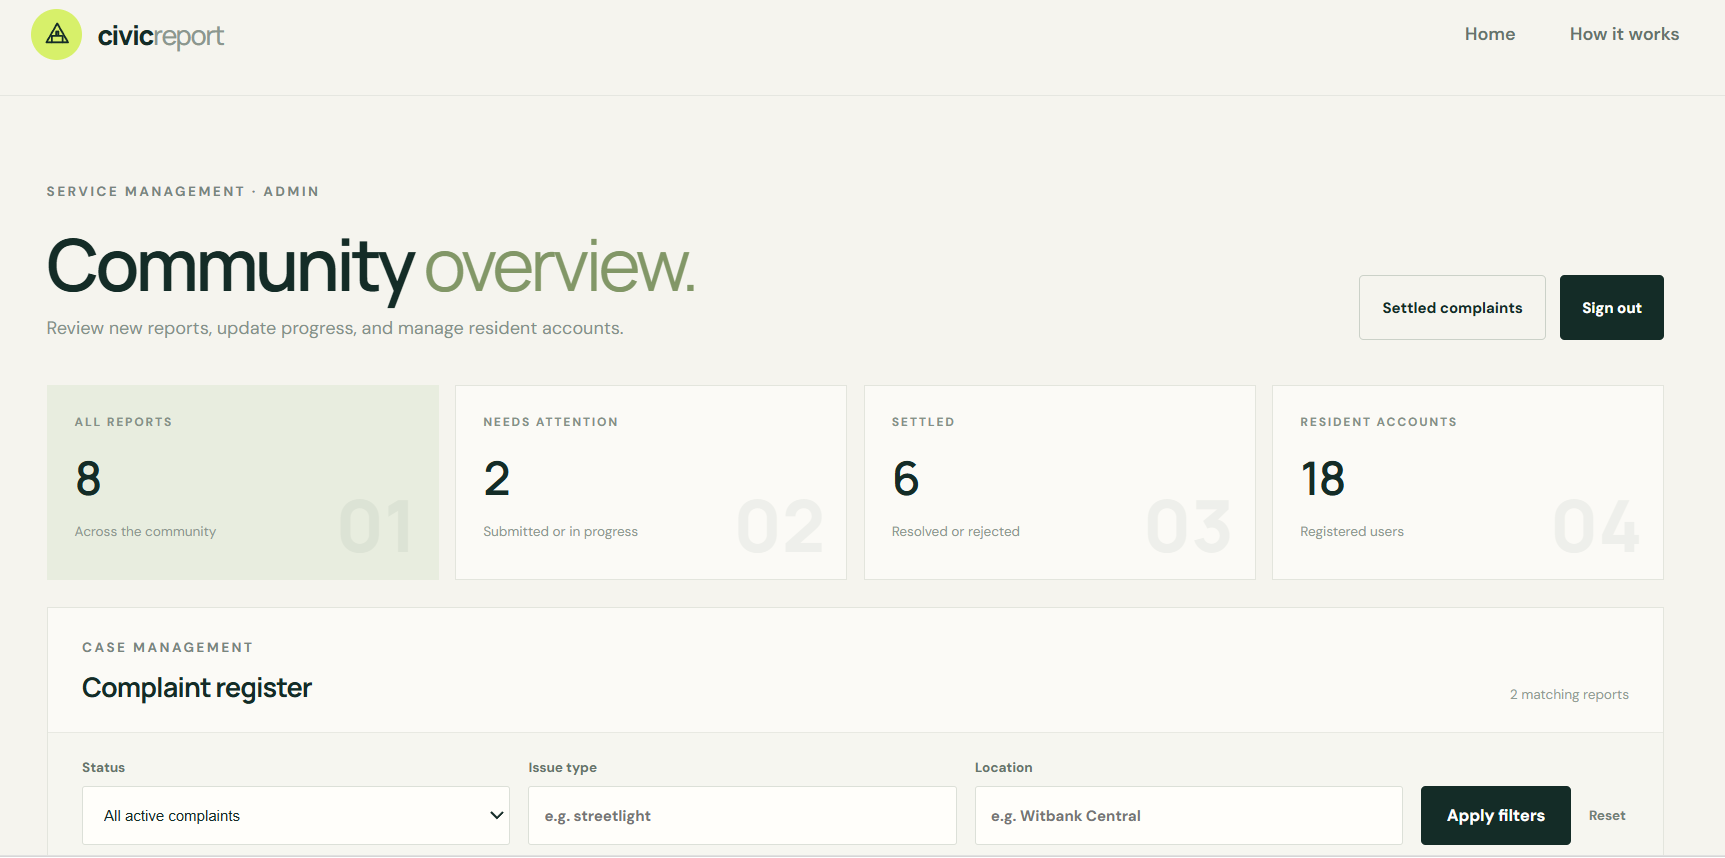 civicreport
Home
How it works
SERVICE MANAGEMENT · ADMIN
Community overview.
Review new reports, update progress, and manage resident accounts.
Settled complaints
Sign out
ALL REPORTS
8
Across the community
01
NEEDS ATTENTION
2
Submitted or in progress
02
SETTLED
6
Resolved or rejected
03
RESIDENT ACCOUNTS
18
Registered users
04
CASE MANAGEMENT
Complaint register
2 matching reports
Status
All active complaints
Issue type
e.g. streetlight
Location
e.g. Witbank Central
Apply filters
Reset